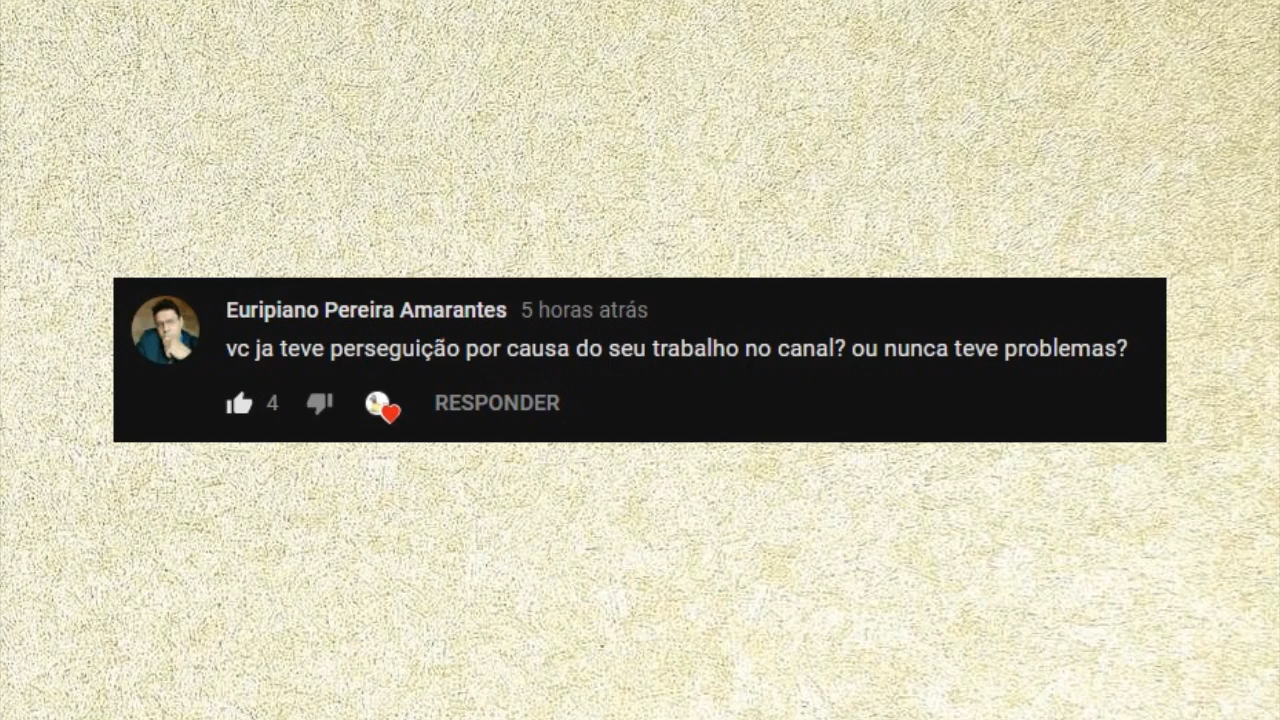 Euripiano Pereira Amarantes 5 horas atrás
vc ja teve perseguição por causa do seu trabalho no canal? ou nunca teve problemas?
4 RESPONDER